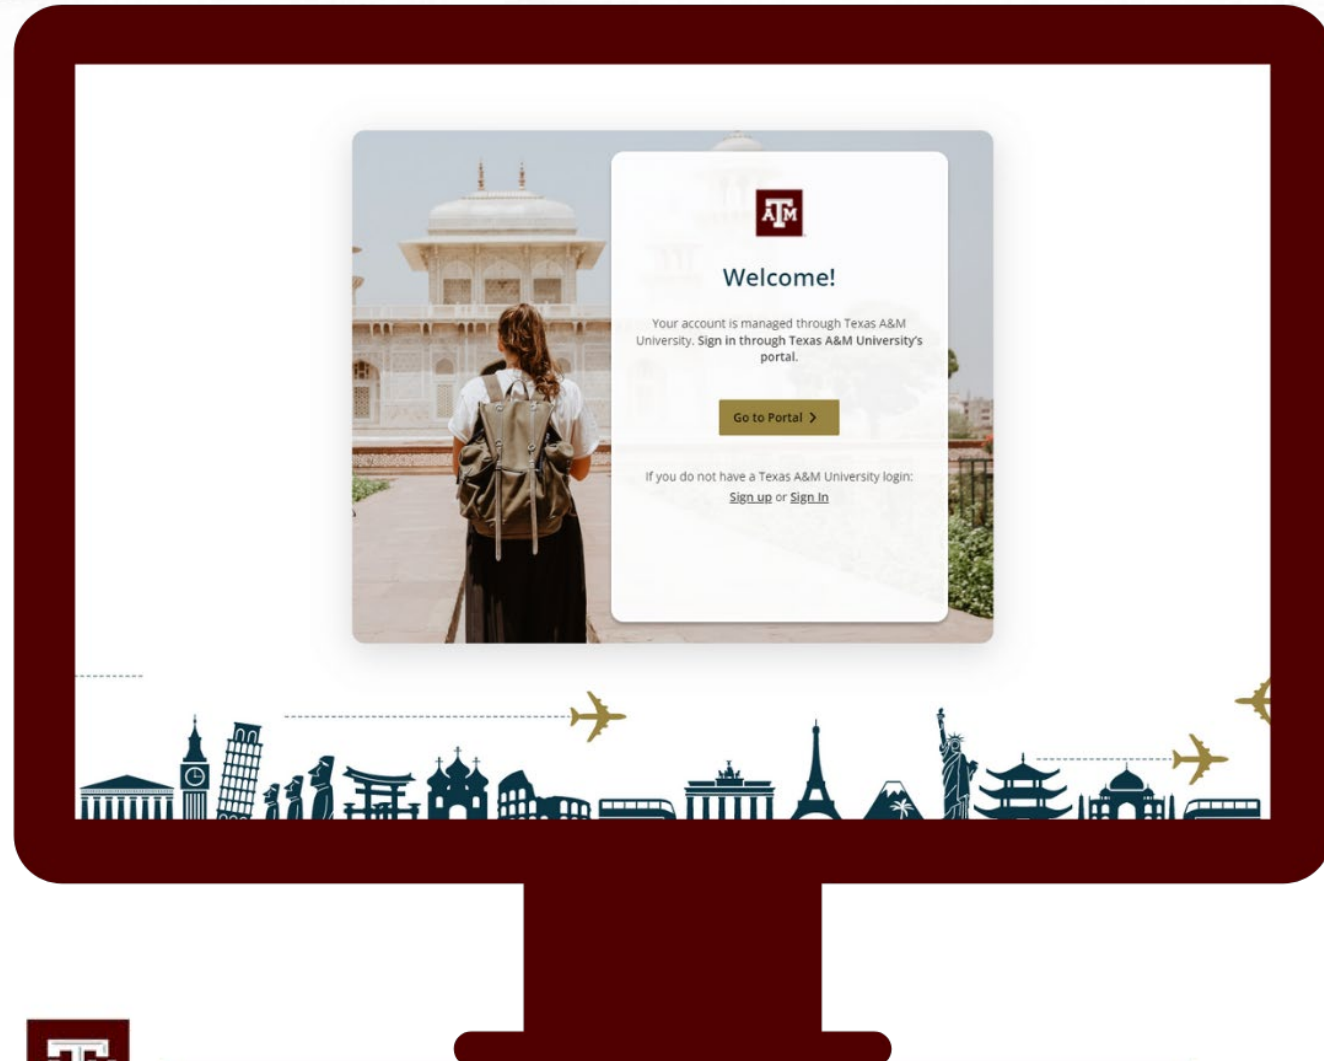 ATM
Welcome!
Your account is managed through Texas A&M
University. Sign in through Texas A&M University's
portal.
Go to Portal
If you do not have a Texas A&M University login:
Sign up or Sign In